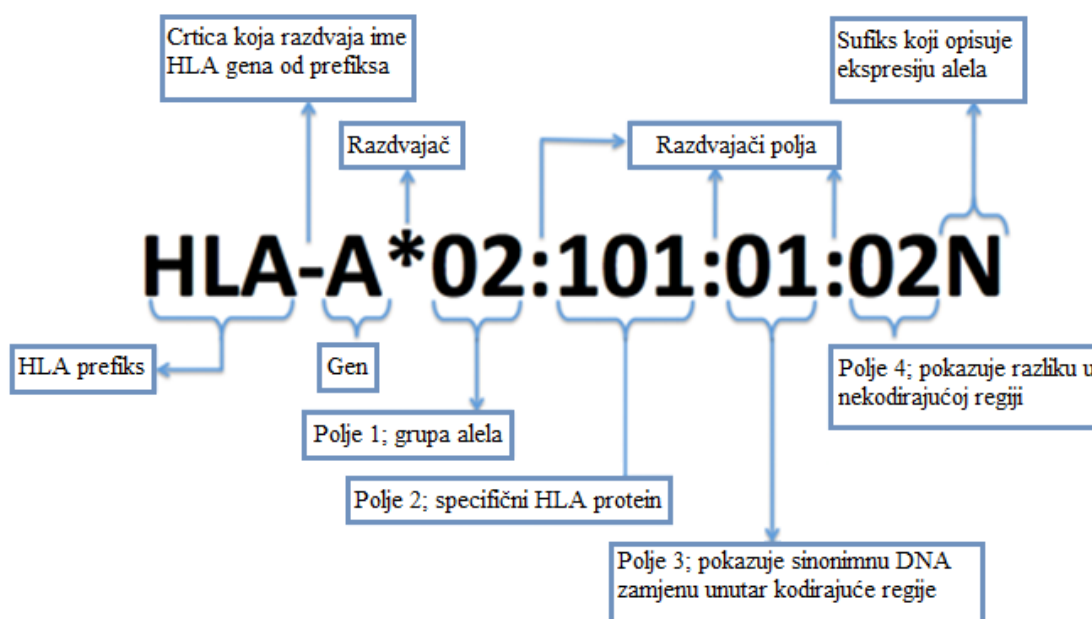 Crtica koja razdvaja ime
HLA gena od prefiksa
Sufiks koji opisuje
ekspresiju alela
Razdvajač
Razdvajači polja
HLA-A*02:101:01:02N
HLA prefiks
Gen
Polje 4; pokazuje razliku u
nekodirajućoj regiji
Polje 1; grupa alela
Polje 2; specifični HLA protein
Polje 3; pokazuje sinonimnu DNA
zamjenu unutar kodirajuće regije